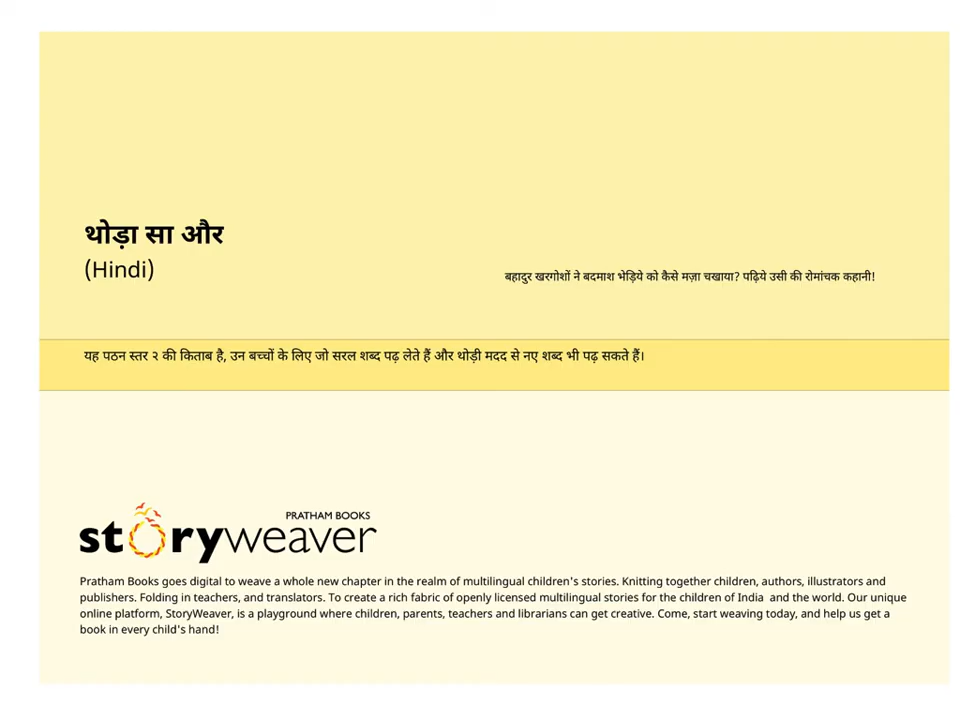 थोड़ा सा और
(Hindi)
बहादुर खरगोशों ने बदमाश भेड़िये को कैसे मज़ा चखाया? पढ़िये उसी की रोमांचक कहानी!
यह पठन स्तर २ की किताब है, उन बच्चों के लिए जो सरल शब्द पढ़ लेते हैं और थोड़ी मदद से नए शब्द भी पढ़ सकते हैं।
PRATHAM BOOKS
storyweaver
Pratham Books goes digital to weave a whole new chapter in the realm of multilingual children's stories. Knitting together children, authors, illustrators and
publishers. Folding in teachers, and translators. To create a rich fabric of openly licensed multilingual stories for the children of India and the world. Our unique
online platform, StoryWeaver, is a playground where children, parents, teachers and librarians can get creative. Come, start weaving today, and help us get a
book in every child's hand!